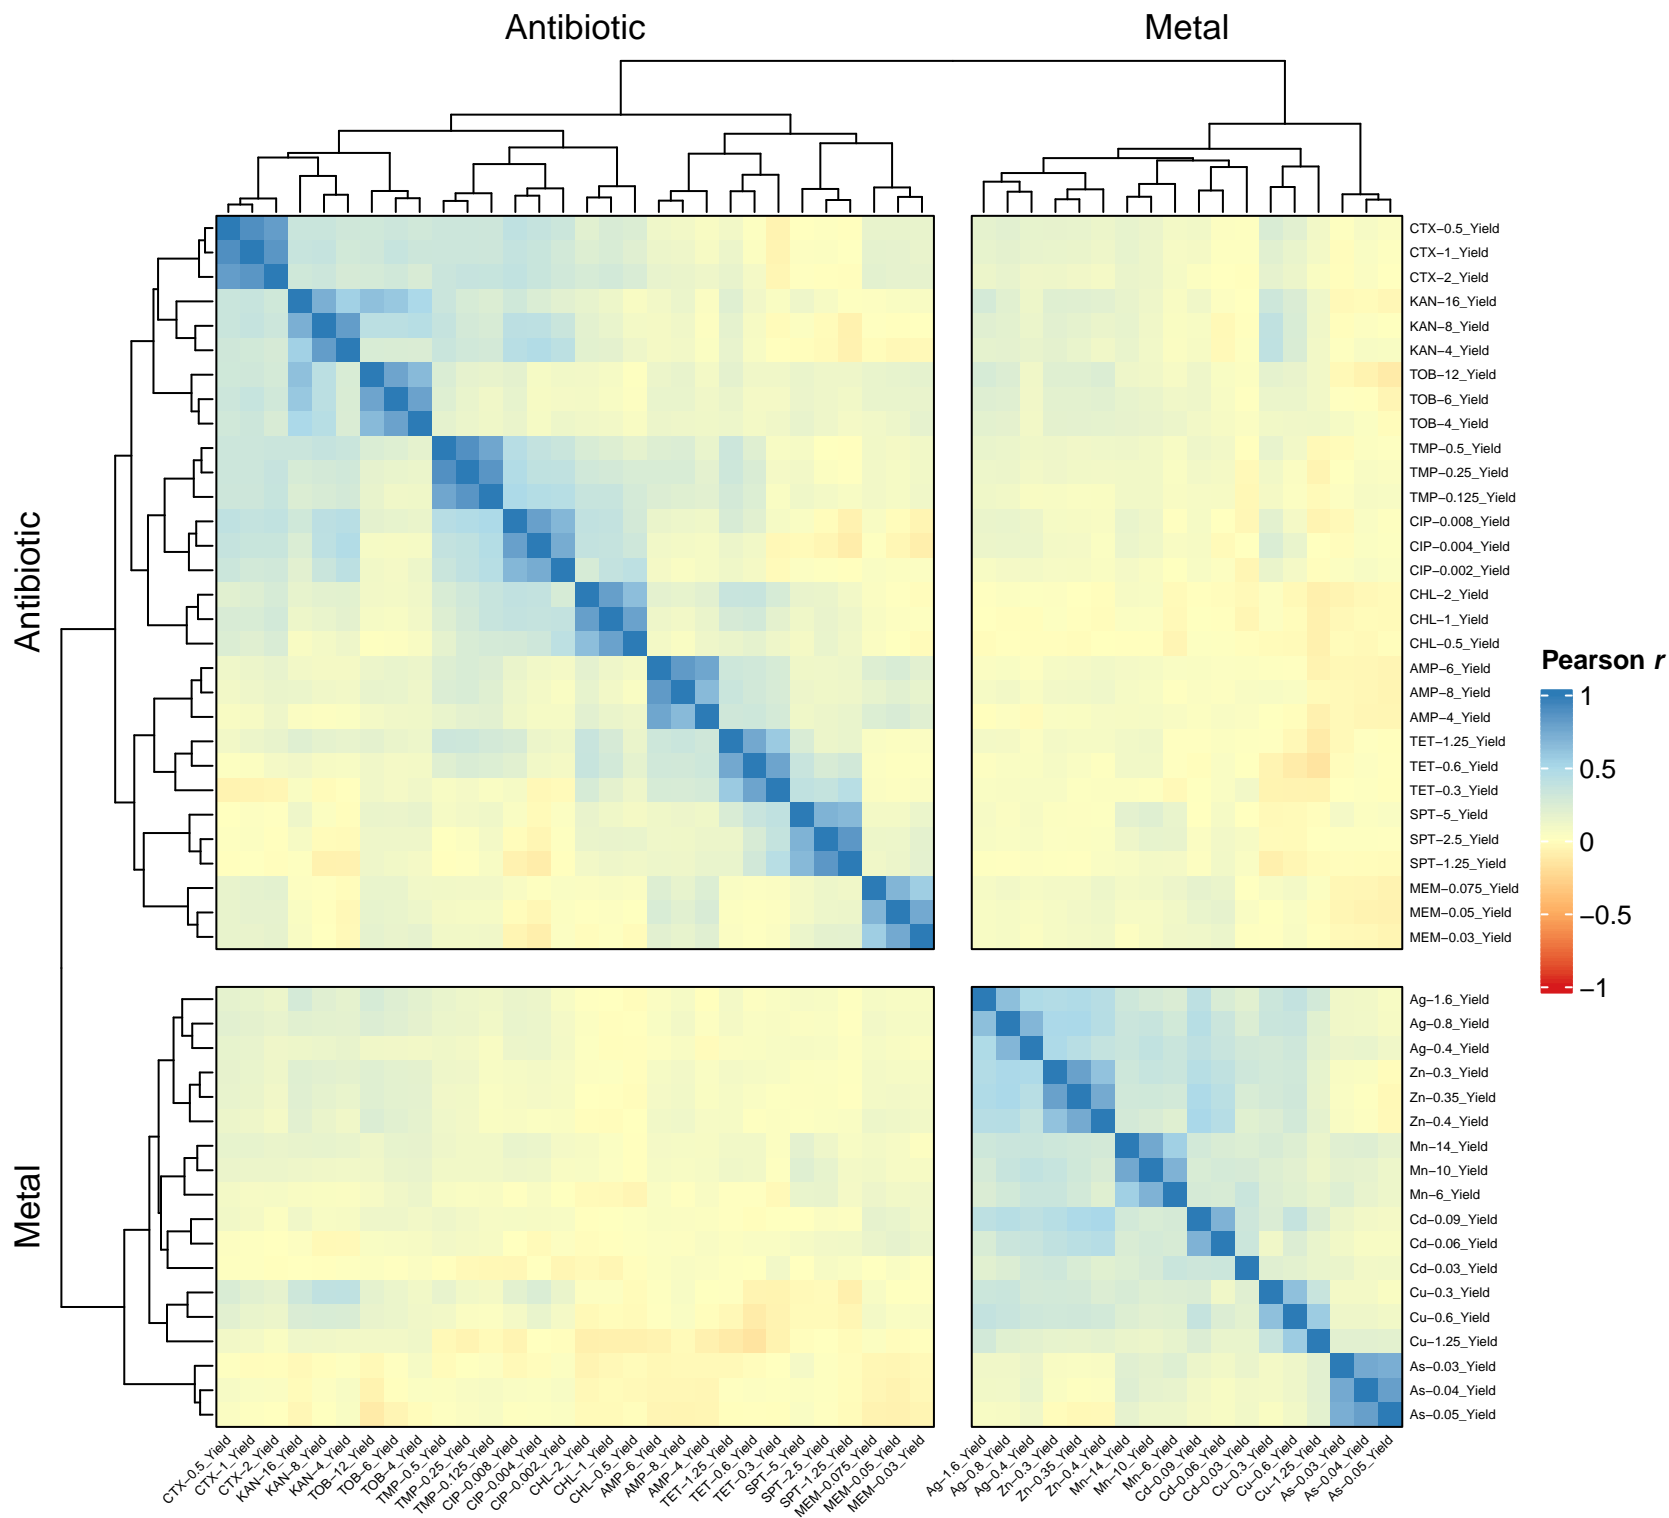 Antibiotic
Metal
Antibiotic
Metal
CTX−0.5_Yield
CTX−1_Yield
CTX−2_Yield
KAN−16_Yield
KAN−8_Yield
KAN−4_Yield
TOB−12_Yield
TOB−6_Yield
TOB−4_Yield
TMP−0.5_Yield
TMP−0.25_Yield
TMP−0.125_Yield
CIP−0.008_Yield
CIP−0.004_Yield
CIP−0.002_Yield
CHL−2_Yield
CHL−1_Yield
CHL−0.5_Yield
AMP−6_Yield
AMP−8_Yield
AMP−4_Yield
TET−1.25_Yield
TET−0.6_Yield
TET−0.3_Yield
SPT−5_Yield
SPT−2.5_Yield
SPT−1.25_Yield
MEM−0.075_Yield
MEM−0.05_Yield
MEM−0.03_Yield
Ag−1.6_Yield
Ag−0.8_Yield
Ag−0.4_Yield
Zn−0.3_Yield
Zn−0.35_Yield
Zn−0.4_Yield
Mn−14_Yield
Mn−10_Yield
Mn−6_Yield
Cd−0.09_Yield
Cd−0.06_Yield
Cd−0.03_Yield
Cu−0.3_Yield
Cu−0.6_Yield
Cu−1.25_Yield
As−0.03_Yield
As−0.04_Yield
As−0.05_Yield
Pearson r
1
0.5
0
−0.5
−1
CTX−0.5_Yield
CTX−1_Yield
CTX−2_Yield
KAN−16_Yield
KAN−8_Yield
KAN−4_Yield
TOB−12_Yield
TOB−6_Yield
TOB−4_Yield
TMP−0.5_Yield
TMP−0.25_Yield
TMP−0.125_Yield
CIP−0.008_Yield
CIP−0.004_Yield
CIP−0.002_Yield
CHL−2_Yield
CHL−1_Yield
CHL−0.5_Yield
AMP−6_Yield
AMP−8_Yield
AMP−4_Yield
TET−1.25_Yield
TET−0.6_Yield
TET−0.3_Yield
SPT−5_Yield
SPT−2.5_Yield
SPT−1.25_Yield
MEM−0.075_Yield
MEM−0.05_Yield
MEM−0.03_Yield
Ag−1.6_Yield
Ag−0.8_Yield
Ag−0.4_Yield
Zn−0.3_Yield
Zn−0.35_Yield
Zn−0.4_Yield
Mn−14_Yield
Mn−10_Yield
Mn−6_Yield
Cd−0.09_Yield
Cd−0.06_Yield
Cd−0.03_Yield
Cu−0.3_Yield
Cu−0.6_Yield
Cu−1.25_Yield
As−0.03_Yield
As−0.04_Yield
As−0.05_Yield